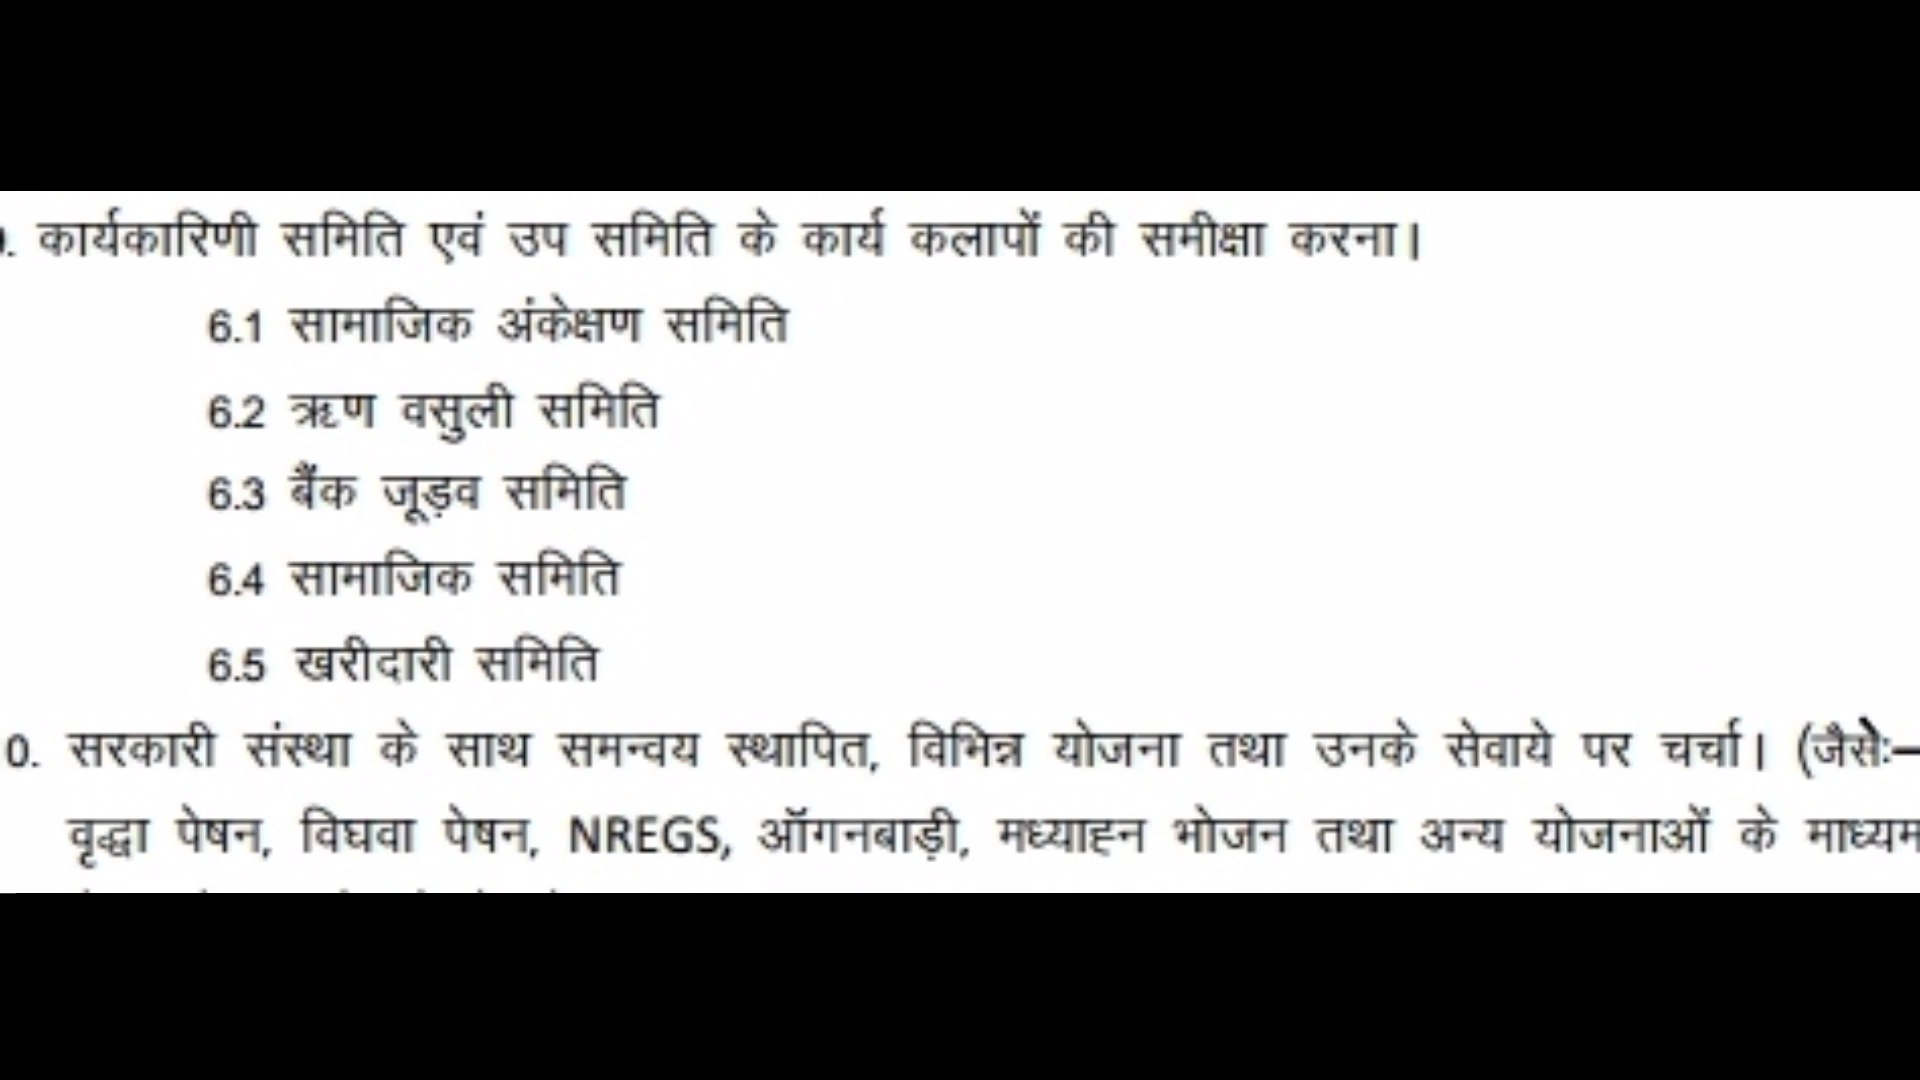 . कार्यकारिणी समिति एवं उप समिति के कार्य कलापों की समीक्षा करना।
6.1 सामाजिक अंकेक्षण समिति
6.2 ऋण वसुली समिति
6.3 बैंक जूड़व समिति
6.4 सामाजिक समिति
6.5 खरीदारी समिति
0. सरकारी संस्था के साथ समन्वय स्थापित, विभिन्न योजना तथा उनके सेवाये पर चर्चा। (जैसेः–
वृद्धा पेषन, विघवा पेषन, NREGS, ऑगनबाड़ी, मध्याह्न भोजन तथा अन्य योजनाओं के माध्यम